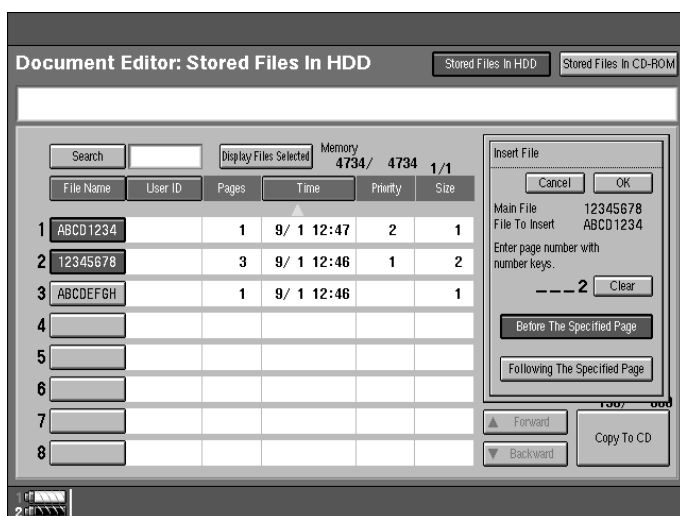 Document Editor: Stored Files In HDD
Stored Files In HDD
Stored Files In CD-ROM
Search
Display Files Selected
Memory
4734/ 4734
1/1
File Name User ID Pages Time Priority Size
1 ABCD1234 1 9/ 1 12:47 2 1
2 12345678 3 9/ 1 12:46 1 2
3 ABCDEFGH 1 9/ 1 12:46 1
4
5
6
7
8
Insert File
Cancel OK
Main File 12345678
File To Insert ABCD1234
Enter page number with
number keys.
_ _ _ 2 Clear
Before The Specified Page
Following The Specified Page
▲ Forward
▼ Backward
Copy To CD
1
2